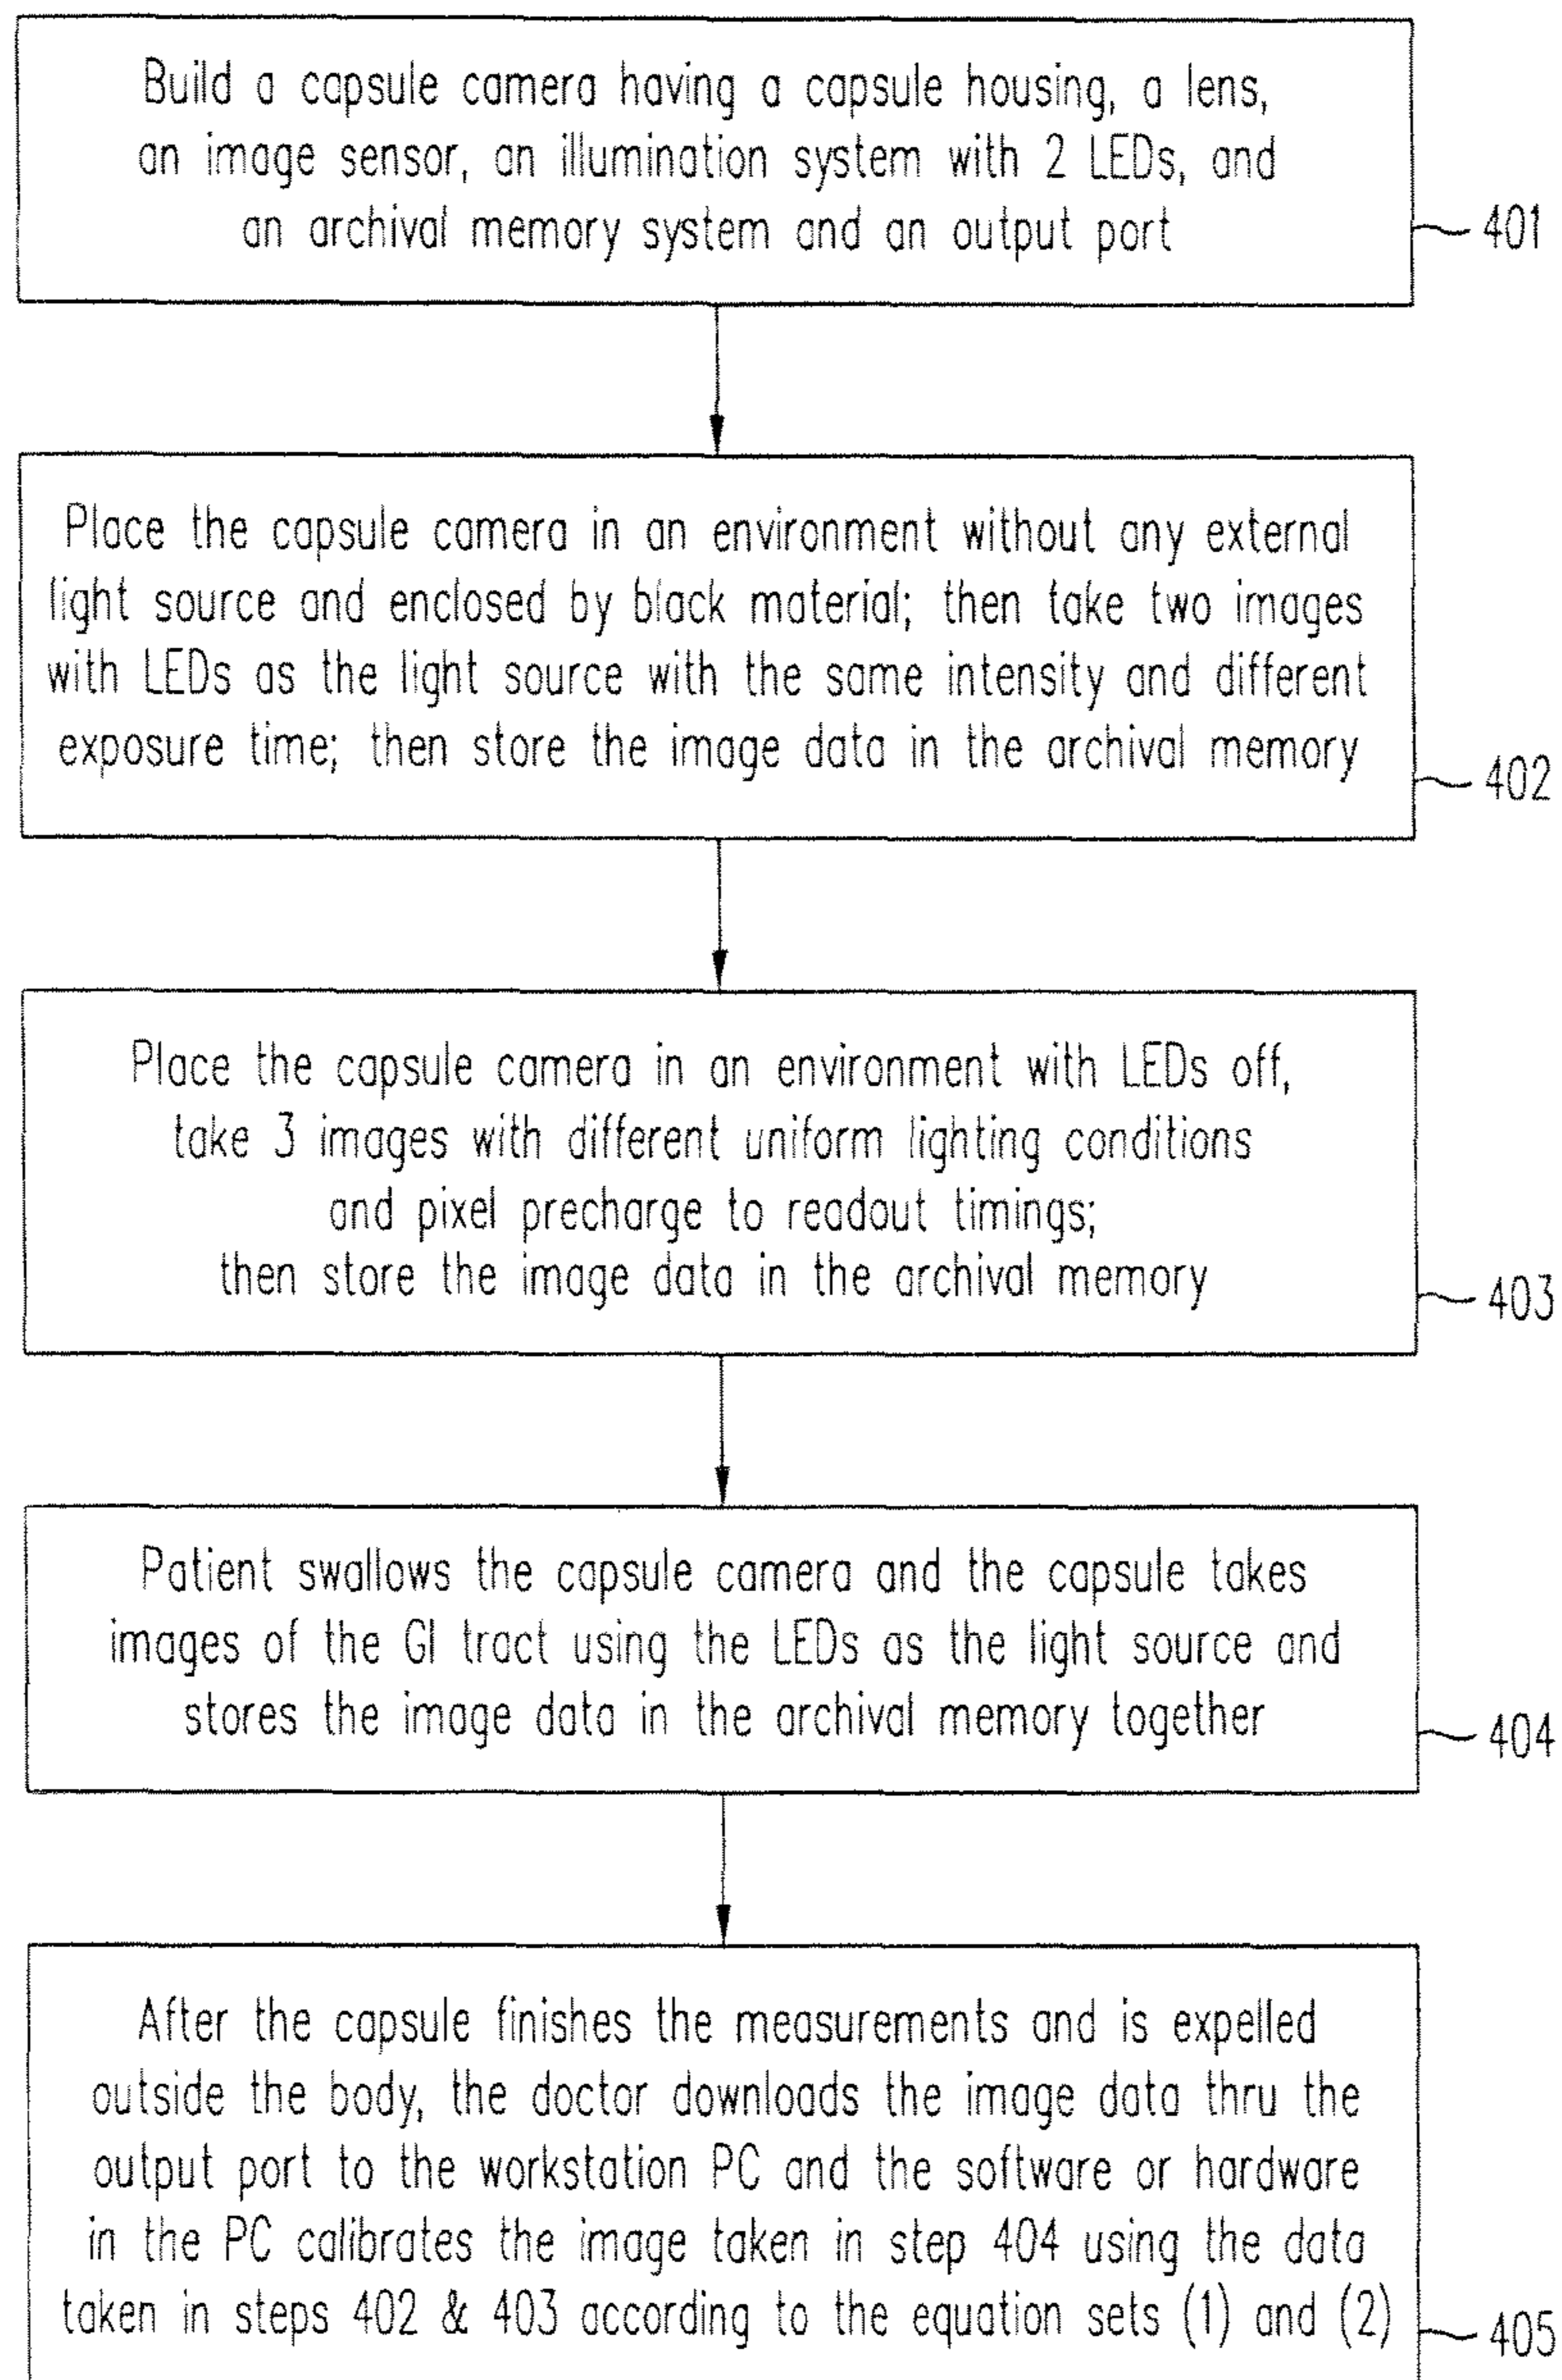 Build a capsule camera having a capsule housing, a lens,
an image sensor, an illumination system with 2 LEDs, and
an archival memory system and an output port
401
Place the capsule camera in an environment without any external
light source and enclosed by black material; then take two images
with LEDs as the light source with the same intensity and different
exposure time; then store the image data in the archival memory
402
Place the capsule camera in an environment with LEDs off,
take 3 images with different uniform lighting conditions
and pixel precharge to readout timings;
then store the image data in the archival memory
403
Patient swallows the capsule camera and the capsule takes
images of the GI tract using the LEDs as the light source and
stores the image data in the archival memory together
404
After the capsule finishes the measurements and is expelled
outside the body, the doctor downloads the image data thru the
output port to the workstation PC and the software or hardware
in the PC calibrates the image taken in step 404 using the data
taken in steps 402 & 403 according to the equation sets (1) and (2)
405